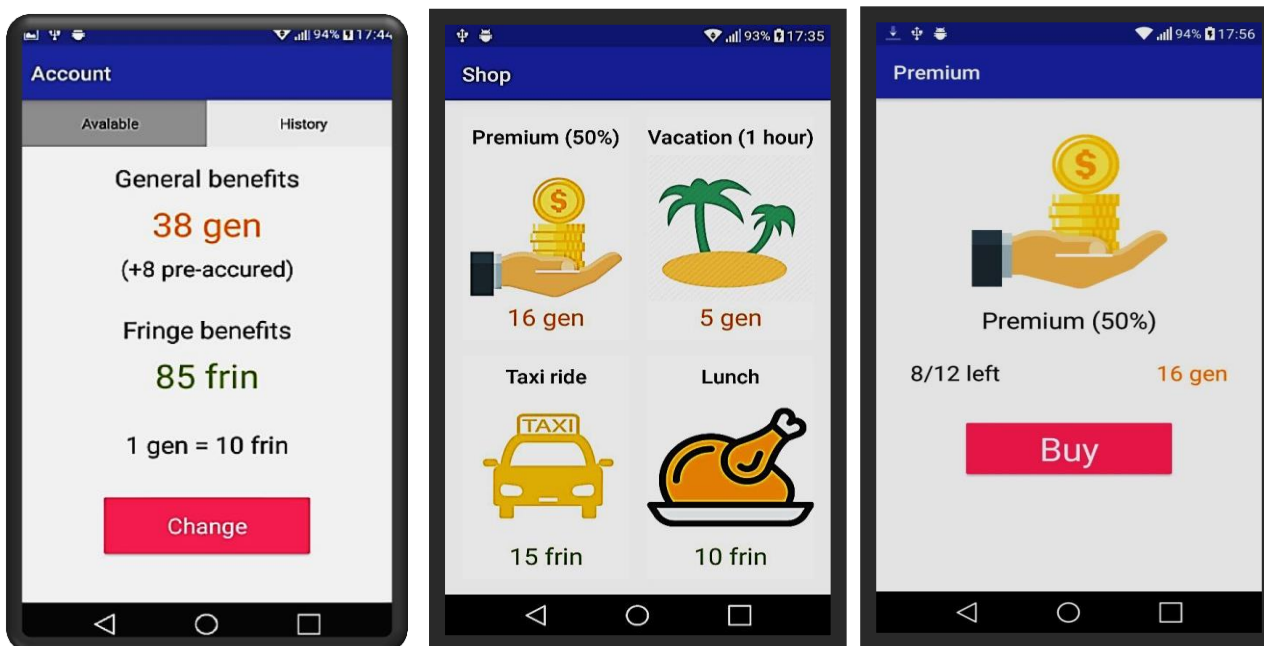 94% 17:44
Account
Avalable History
General benefits
38 gen
(+8 pre-accured)
Fringe benefits
85 frin
1 gen = 10 frin
Change
93% 17:35
Shop
Premium (50%) Vacation (1 hour)
$
16 gen 5 gen
Taxi ride Lunch
TAXI
15 frin 10 frin
94% 17:56
Premium
$
Premium (50%)
8/12 left 16 gen
Buy